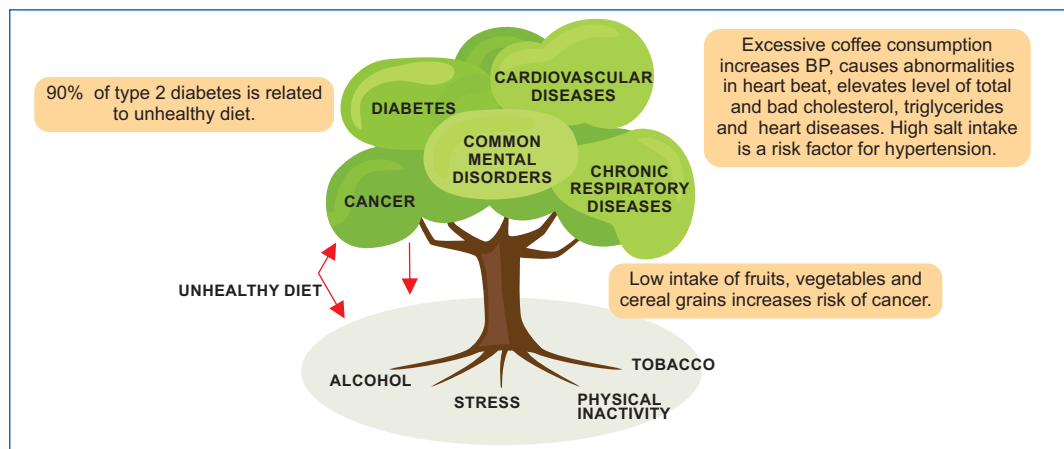 90% of type 2 diabetes is related
to unhealthy diet.
CARDIOVASCULAR
DISEASES
DIABETES
COMMON
MENTAL
DISORDERS
CANCER
CHRONIC
RESPIRATORY
DISEASES
Excessive coffee consumption
increases BP, causes abnormalities
in heart beat, elevates level of total
and bad cholesterol, triglycerides
and heart diseases. High salt intake
is a risk factor for hypertension.
UNHEALTHY DIET
Low intake of fruits, vegetables and
cereal grains increases risk of cancer.
ALCOHOL
STRESS
PHYSICAL
INACTIVITY
TOBACCO